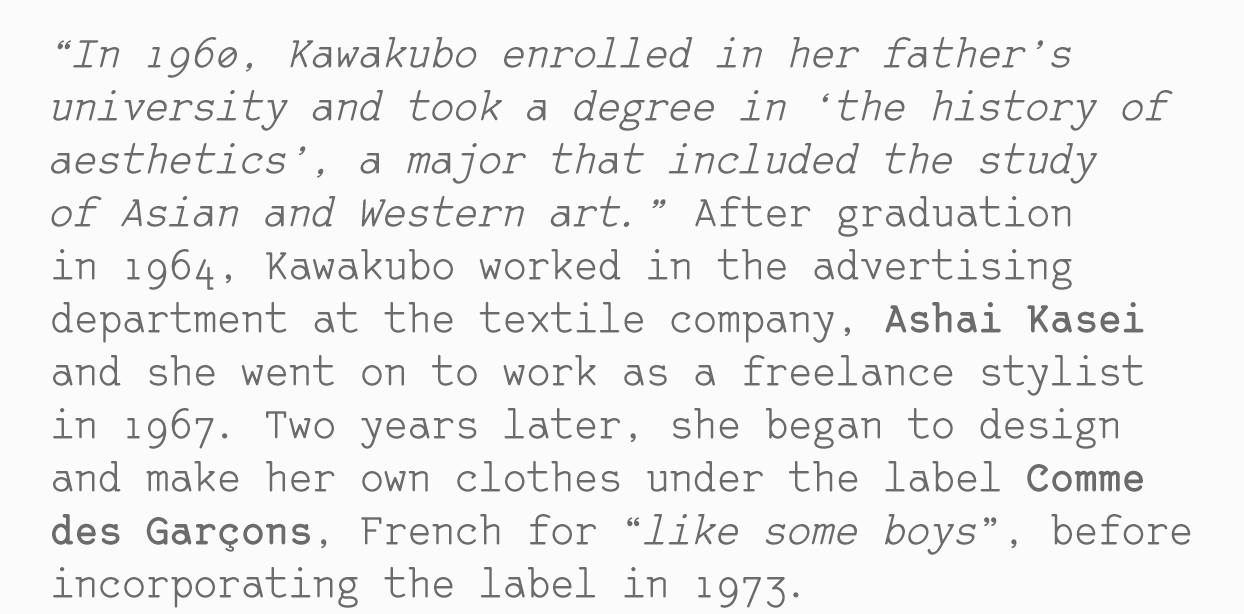 “In 1960, Kawakubo enrolled in her father’s
university and took a degree in ‘the history of
aesthetics’, a major that included the study
of Asian and Western art.” After graduation
in 1964, Kawakubo worked in the advertising
department at the textile company, Ashai Kasei
and she went on to work as a freelance stylist
in 1967. Two years later, she began to design
and make her own clothes under the label Comme
des Garçons, French for “like some boys”, before
incorporating the label in 1973.